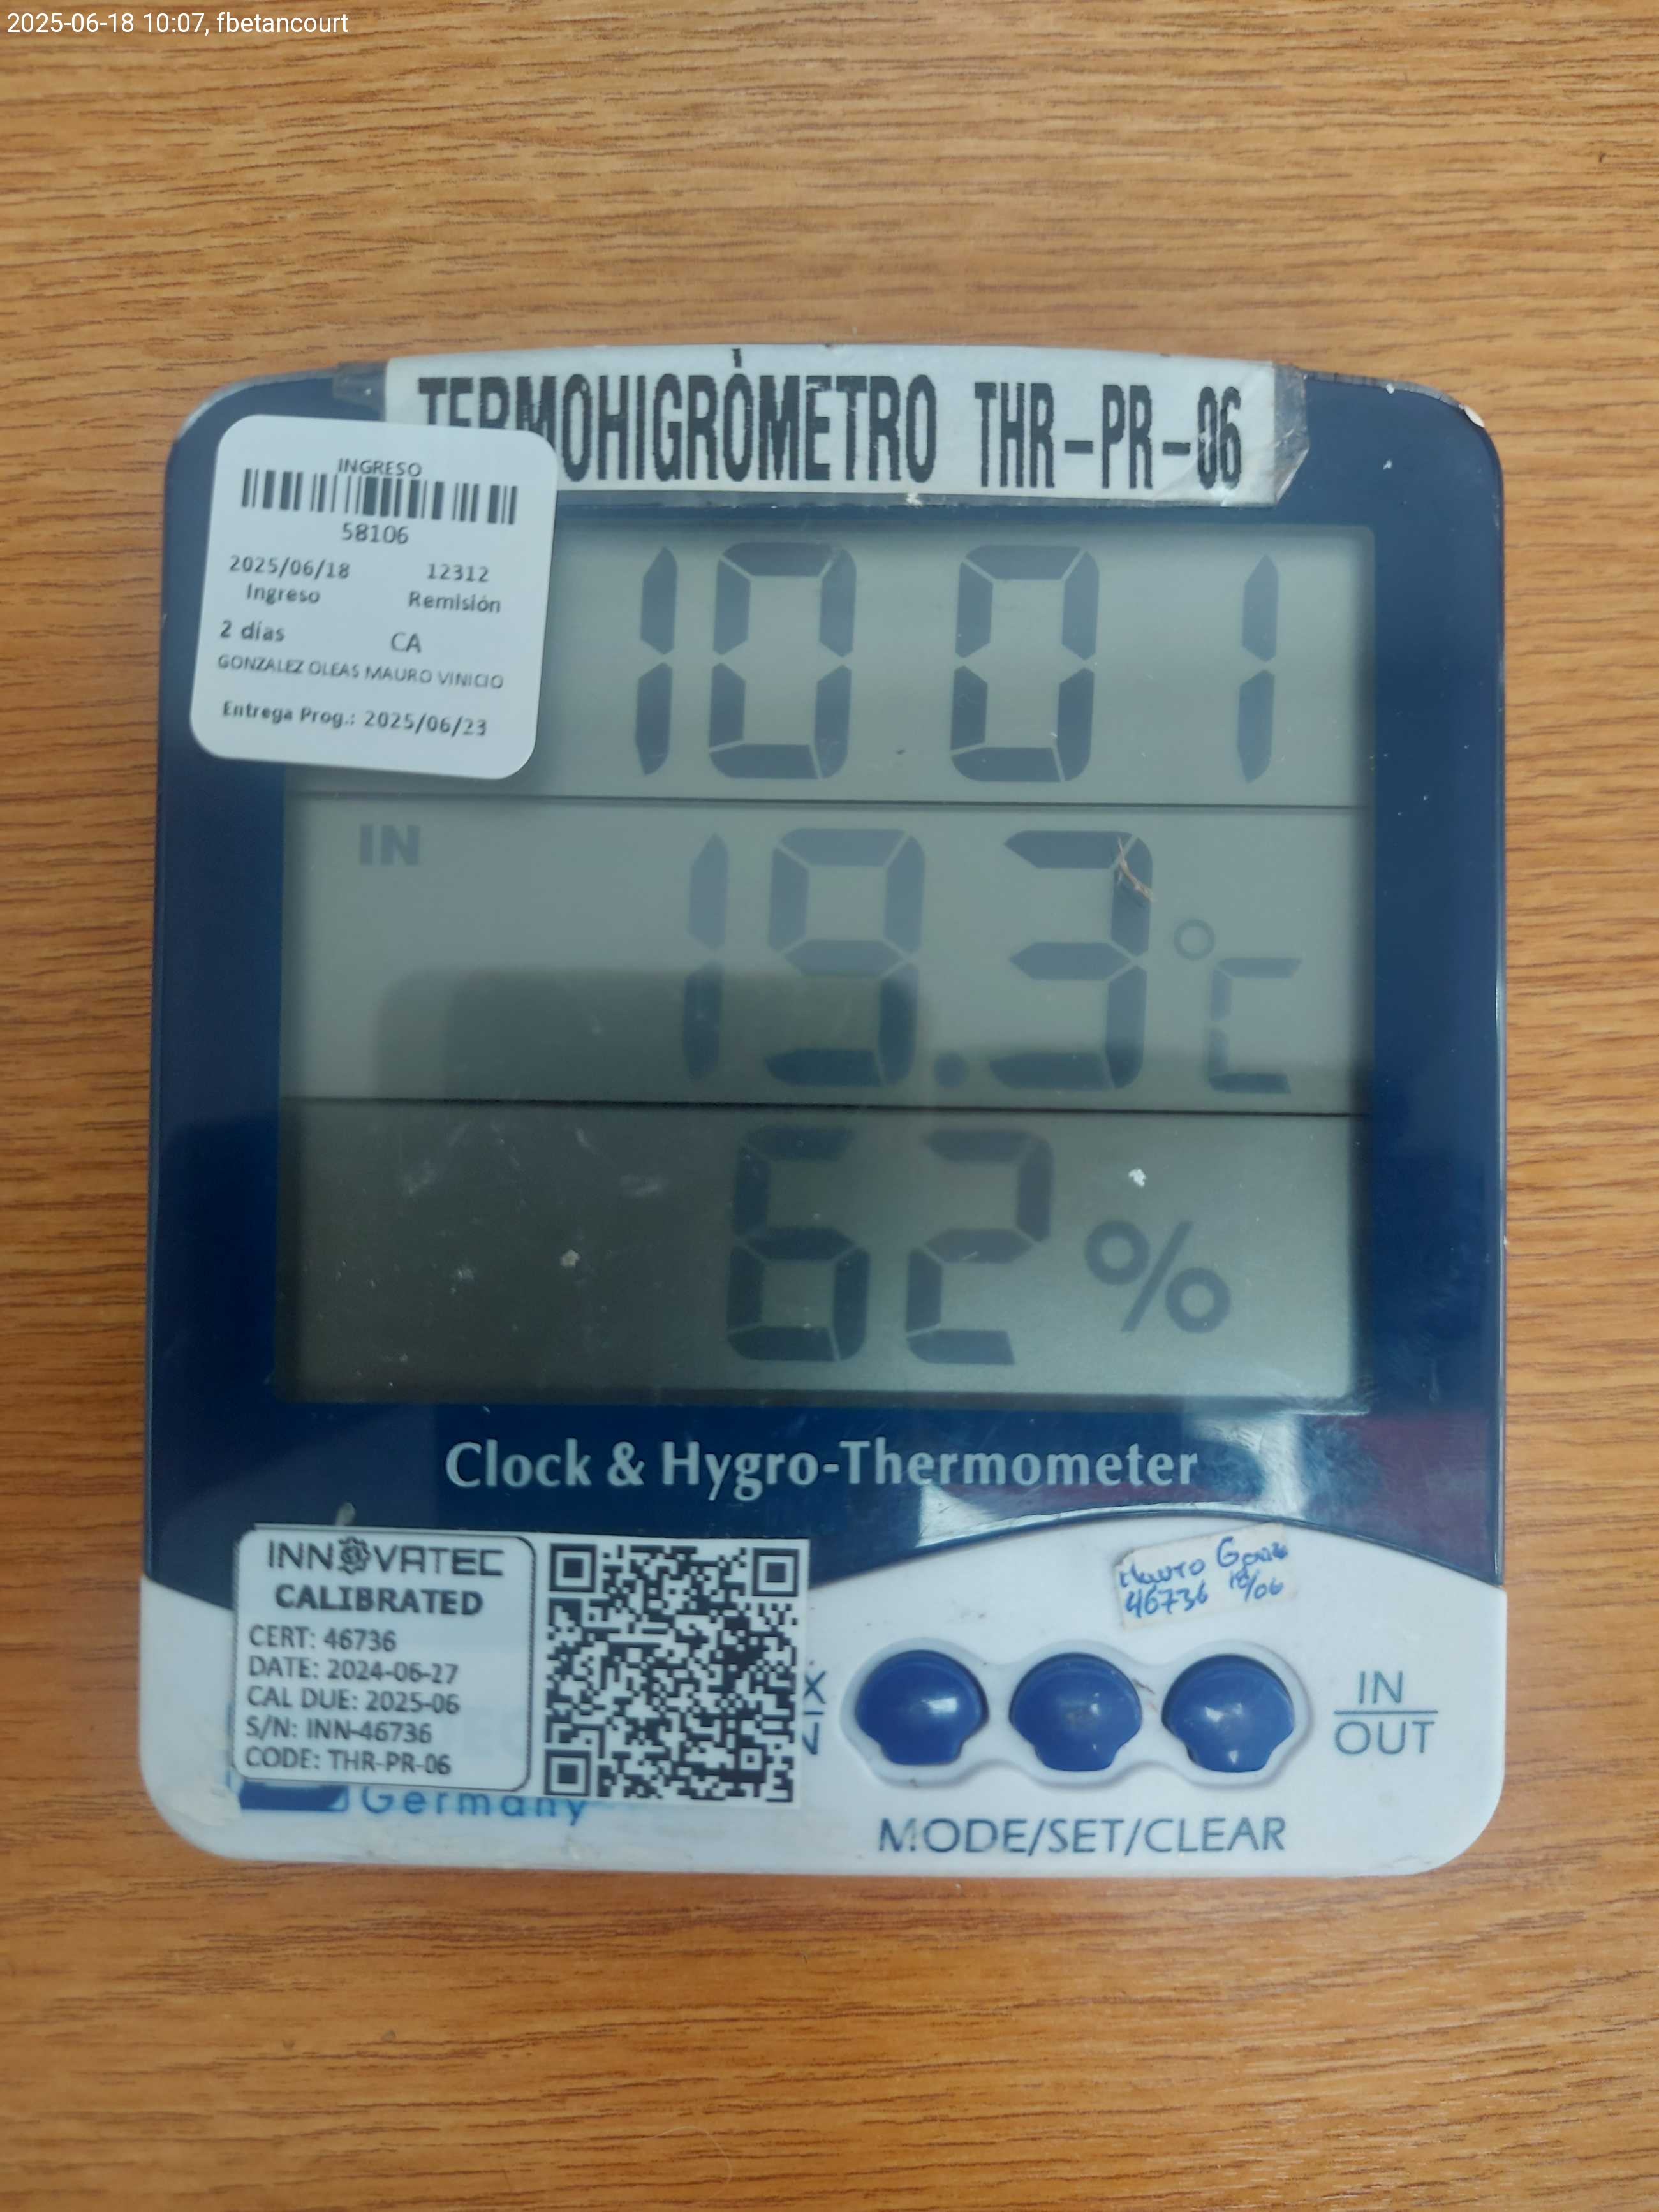 2025-06-18 10:07, fbetancourt
TERMOHIGRÓMETRO THR-PR-06
INGRESO
58106
2025/06/18 12312
Ingreso Remisión
2 días CA
GONZALEZ OLEAS MAURO VINICIO
Entrega Prog.: 2025/06/23
10 01
IN 19.3 °C
62 %
Clock & Hygro-Thermometer
INNOVATEC
CALIBRATED
CERT: 46736
DATE: 2024-06-27
CAL DUE: 2025-06
S/N: INN-46736
CODE: THR-PR-06
Germany
Mauro
46736 18/06
IN
OUT
MODE/SET/CLEAR